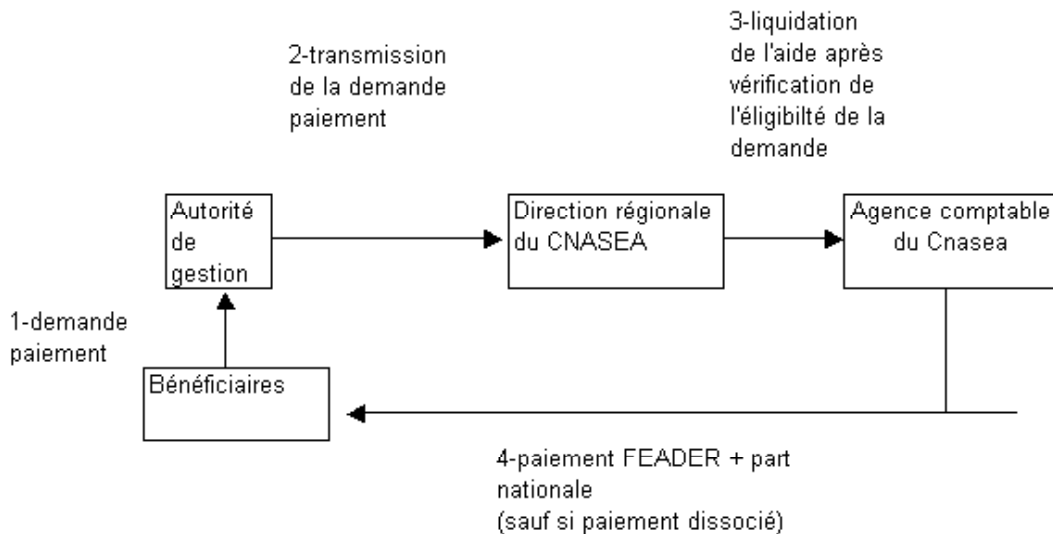 3-liquidation
de l'aide après
vérification de
l'éligibilté de la
demande
2-transmission
de la demande
paiement
Autorité
de
gestion
Direction régionale
du CNASEA
Agence comptable
du Cnasea
1-demande
paiement
Bénéficiaires
4-paiement FEADER + part
nationale
(sauf si paiement dissocié)